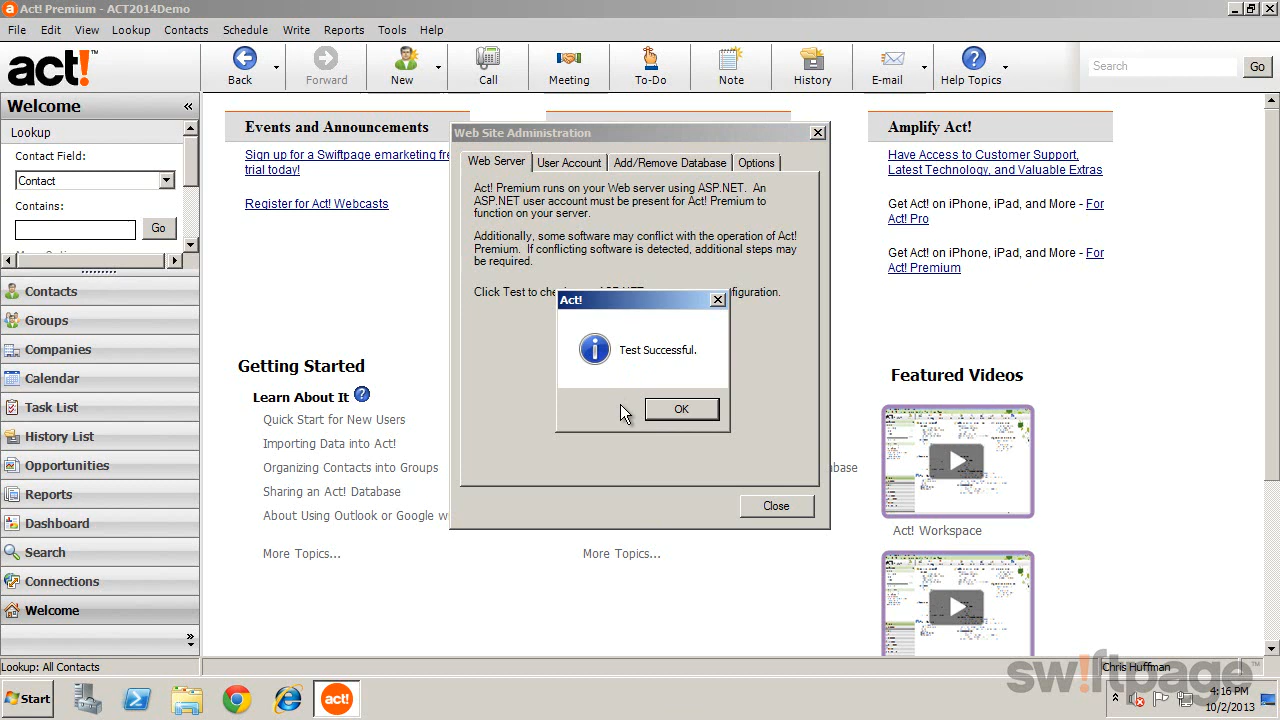 Act! Premium - ACT2014Demo
File Edit View Lookup Contacts Schedule Write Reports Tools Help
act!™
Back Forward New Call Meeting To-Do Note History E-mail Help Topics Search Go
Welcome
Lookup
Contact Field:
Contact
Contains:
Go
Contacts
Groups
Companies
Calendar
Task List
History List
Opportunities
Reports
Dashboard
Search
Connections
Welcome
Lookup: All Contacts
Events and Announcements
Sign up for a Swiftpage emarketing fre
trial today!
Register for Act! Webcasts
Getting Started
Learn About It
Quick Start for New Users
Importing Data into Act!
Organizing Contacts into Groups
Sharing an Act! Database
About Using Outlook or Google w
More Topics...
More Topics...
abase
Web Site Administration
Web Server User Account Add/Remove Database Options
Act! Premium runs on your Web server using ASP.NET. An
ASP.NET user account must be present for Act! Premium to
function on your server.
Additionally, some software may conflict with the operation of Act!
Premium. If conflicting software is detected, additional steps may
be required.
Click Test to che figuration.
Act!
Test Successful.
OK
Close
Amplify Act!
Have Access to Customer Support,
Latest Technology, and Valuable Extras
Get Act! on iPhone, iPad, and More - For
Act! Pro
Get Act! on iPhone, iPad, and More - For
Act! Premium
Featured Videos
Act! Workspace
Chris Huffman
sw!ftpage™
Start
act!
4:16 PM
10/2/2013